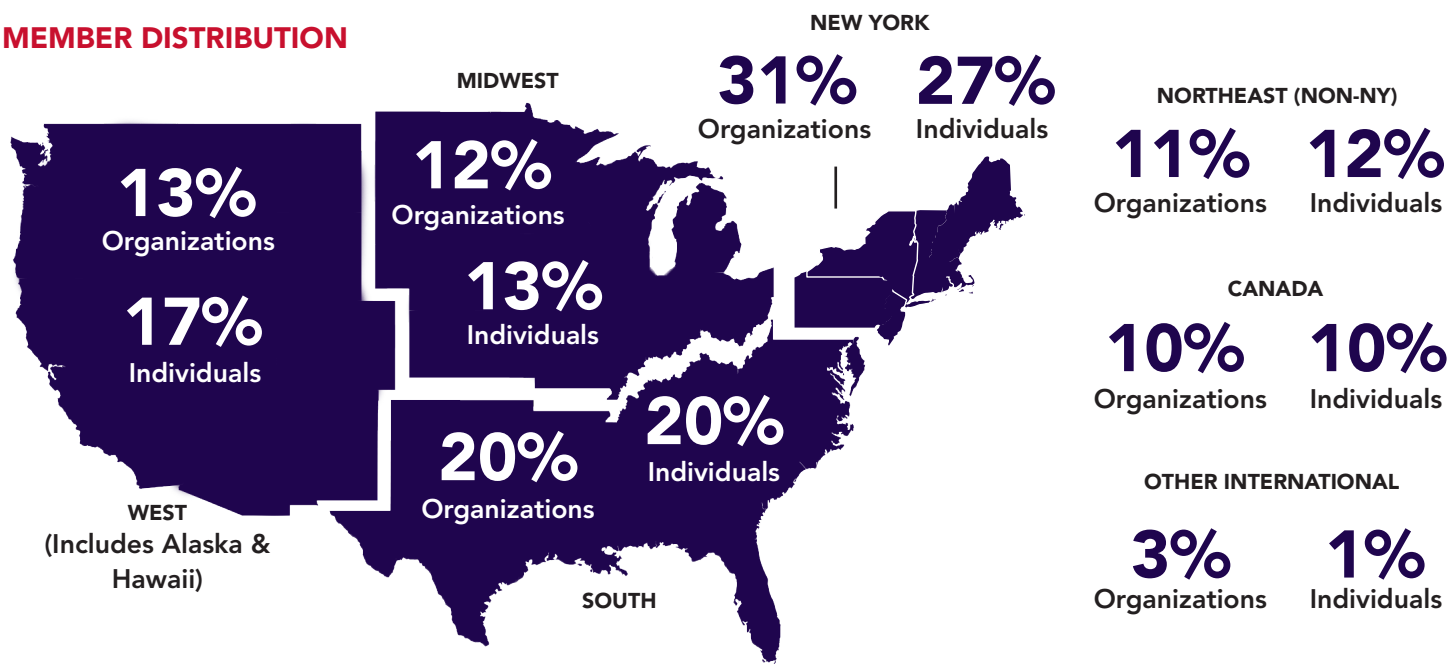 MEMBER DISTRIBUTION
NEW YORK
31% 27%
Organizations Individuals
MIDWEST
12%
Organizations
13%
Individuals
13%
Organizations
17%
Individuals
WEST
(Includes Alaska &
Hawaii)
20%
Organizations
20%
Individuals
SOUTH
NORTHEAST (NON-NY)
11% 12%
Organizations Individuals
CANADA
10% 10%
Organizations Individuals
OTHER INTERNATIONAL
3% 1%
Organizations Individuals